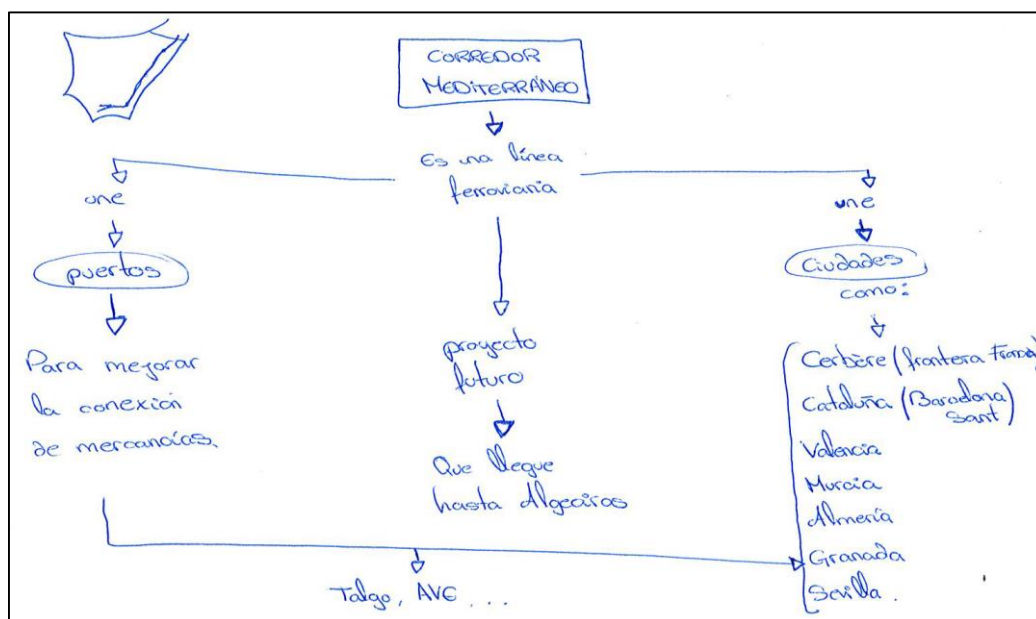 CORREDOR
MEDITERRÁNEO
Es una línea
ferroviaria
une
puertos
Para mejorar
la conexión
de mercancías.
proyecto
futuro
Que llegue
hasta Algeciras
une
Ciudades
como:
Cerbère (frontera
Cataluña (Barcelona
Sant)
Valencia
Murcia
Almería
Granada
Sevilla.
Talgo, AVE ...